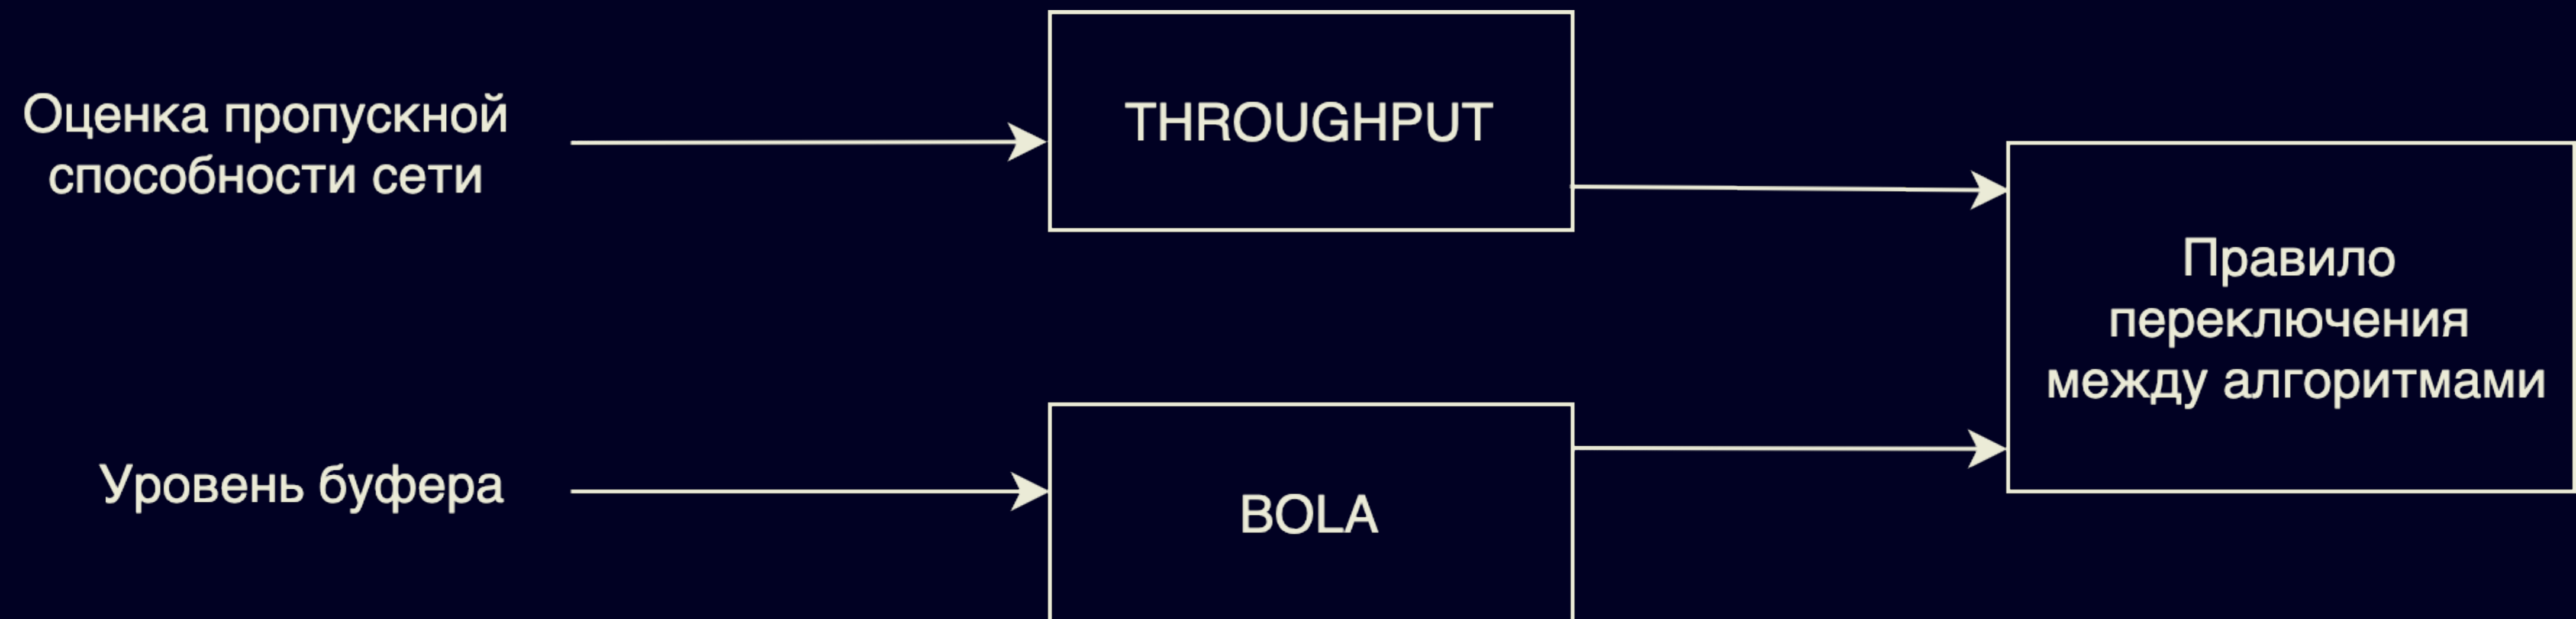 Оценка пропускной
способности сети
THROUGHPUT
Правило
переключения
между алгоритмами
Уровень буфера
BOLA